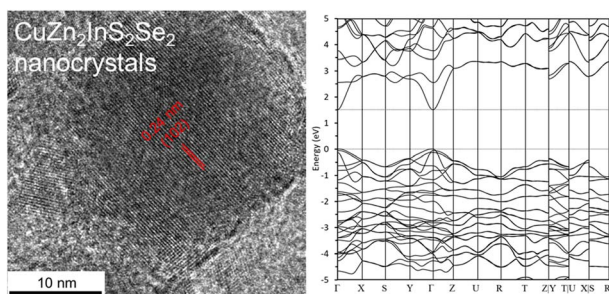 CuZn₂InS₂Se₂
nanocrystals
10 nm
Energy (eV)
5
4
3
2
1
0
-1
-2
-3
-4
-5
Γ X S Y Γ Z U R T Z|Y T|U X|S R